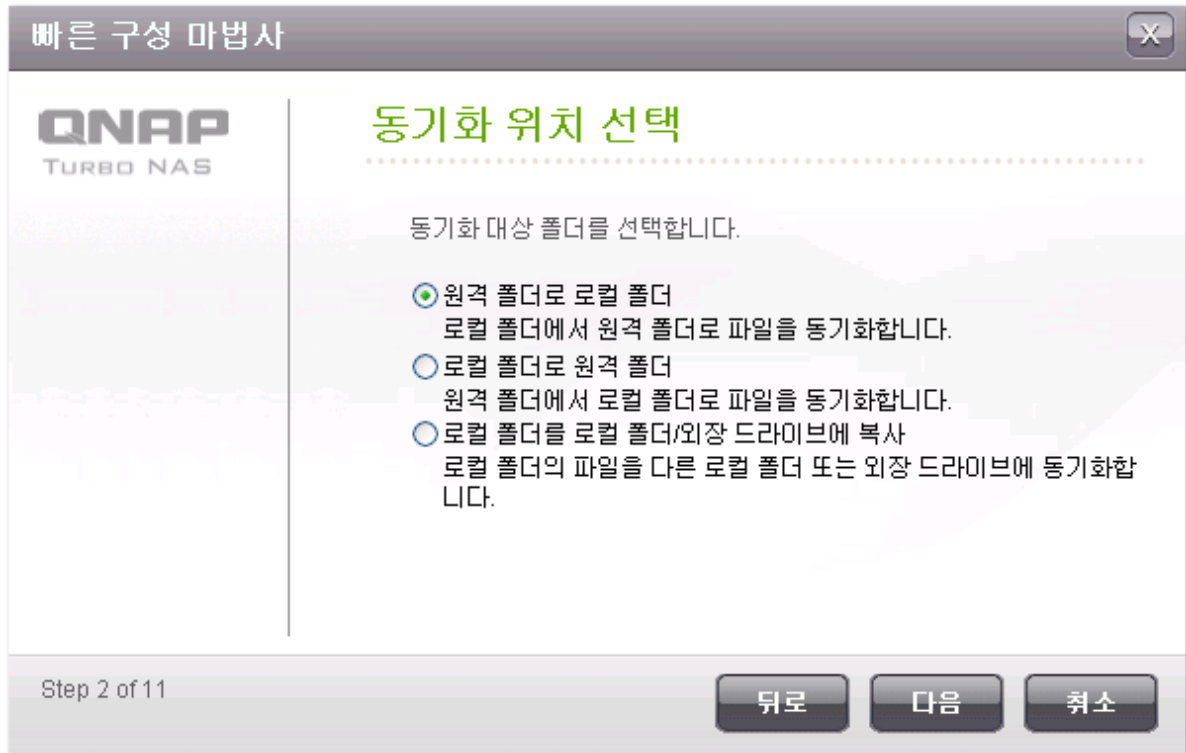 빠른 구성 마법사
X
QNAP
TURBO NAS
동기화 위치 선택
동기화 대상 폴더를 선택합니다.
원격 폴더로 로컬 폴더
로컬 폴더에서 원격 폴더로 파일을 동기화합니다.
로컬 폴더로 원격 폴더
원격 폴더에서 로컬 폴더로 파일을 동기화합니다.
로컬 폴더를 로컬 폴더/외장 드라이브에 복사
로컬 폴더의 파일을 다른 로컬 폴더 또는 외장 드라이브에 동기화합
니다.
Step 2 of 11
뒤로
다음
취소